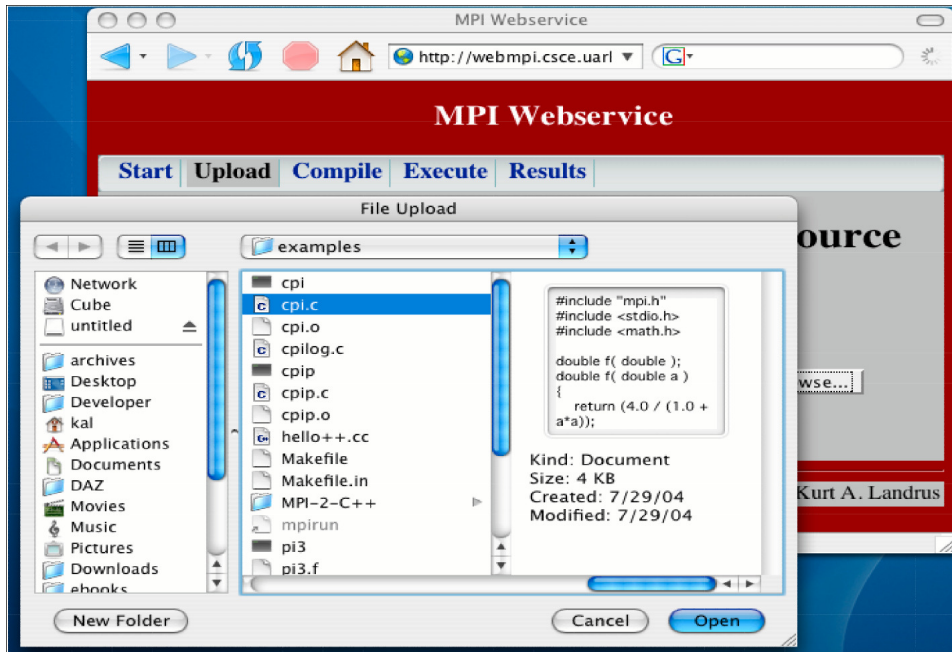 MPI Webservice
http://webmpi.csce.uarl
G
MPI Webservice
Start Upload Compile Execute Results
File Upload
ource
examples
Network
Cube
untitled
archives
Desktop
Developer
kal
Applications
Documents
DAZ
Movies
Music
Pictures
Downloads
ebooks
cpi
cpi.c
cpi.o
cpilog.c
cpip
cpip.c
cpip.o
hello++.cc
Makefile
Makefile.in
MPI-2-C++
mpirun
pi3
pi3.f
#include "mpi.h"
#include <stdio.h>
#include <math.h>
double f( double );
double f( double a )
{
return (4.0 / (1.0 +
a*a));
Kind: Document
Size: 4 KB
Created: 7/29/04
Modified: 7/29/04
wse...
Kurt A. Landrus
New Folder
Cancel
Open